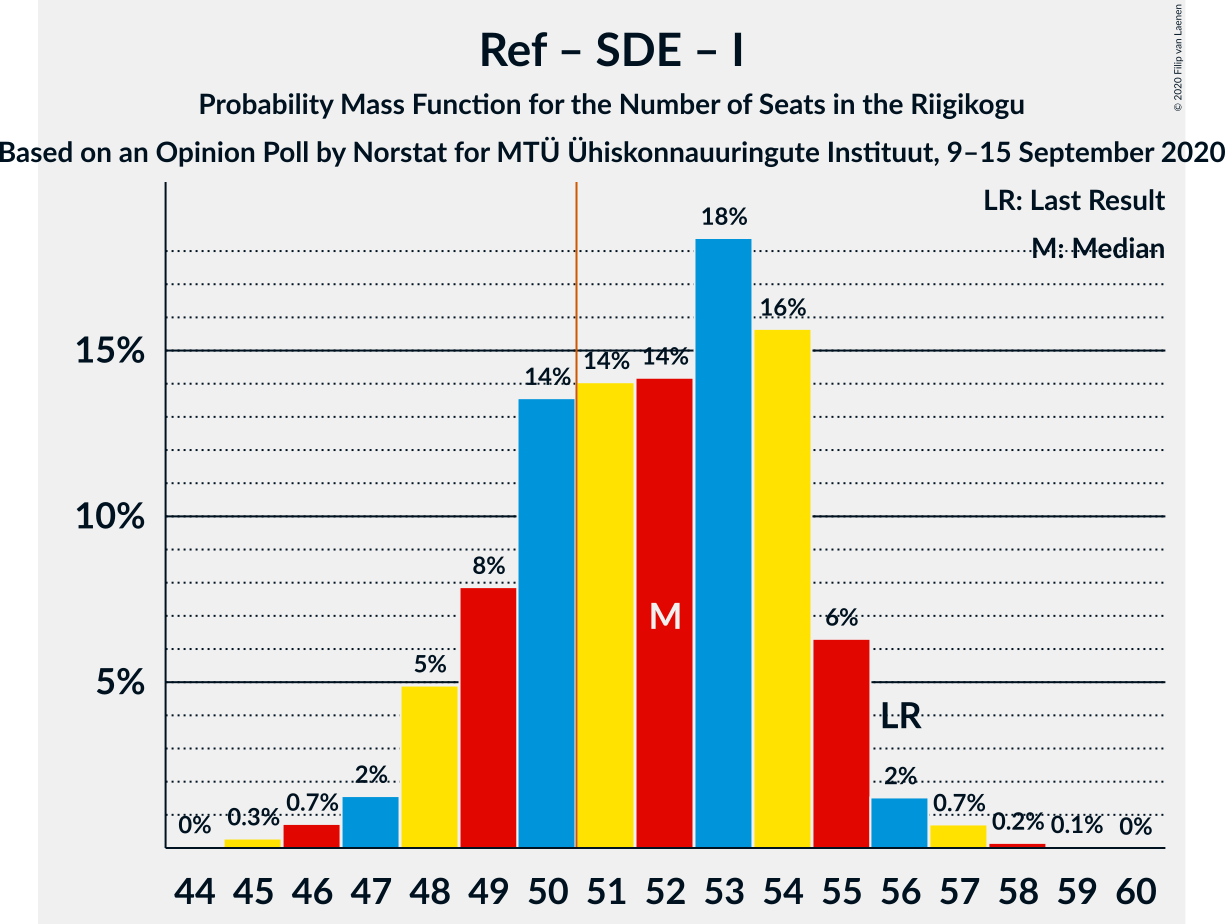 Ref – SDE – I
Probability Mass Function for the Number of Seats in the Riigikogu
Based on an Opinion Poll by Norstat for MTÜ Ühiskonnauuringute Instituut, 9–15 September 2020
© 2020 Filip van Laenen
LR: Last Result
M: Median
15%
10%
5%
0%
0.3%
0.7%
2%
5%
8%
14%
14%
14%
18%
16%
6%
2%
0.7%
0.2%
0.1%
0%
M
LR
44 45 46 47 48 49 50 51 52 53 54 55 56 57 58 59 60